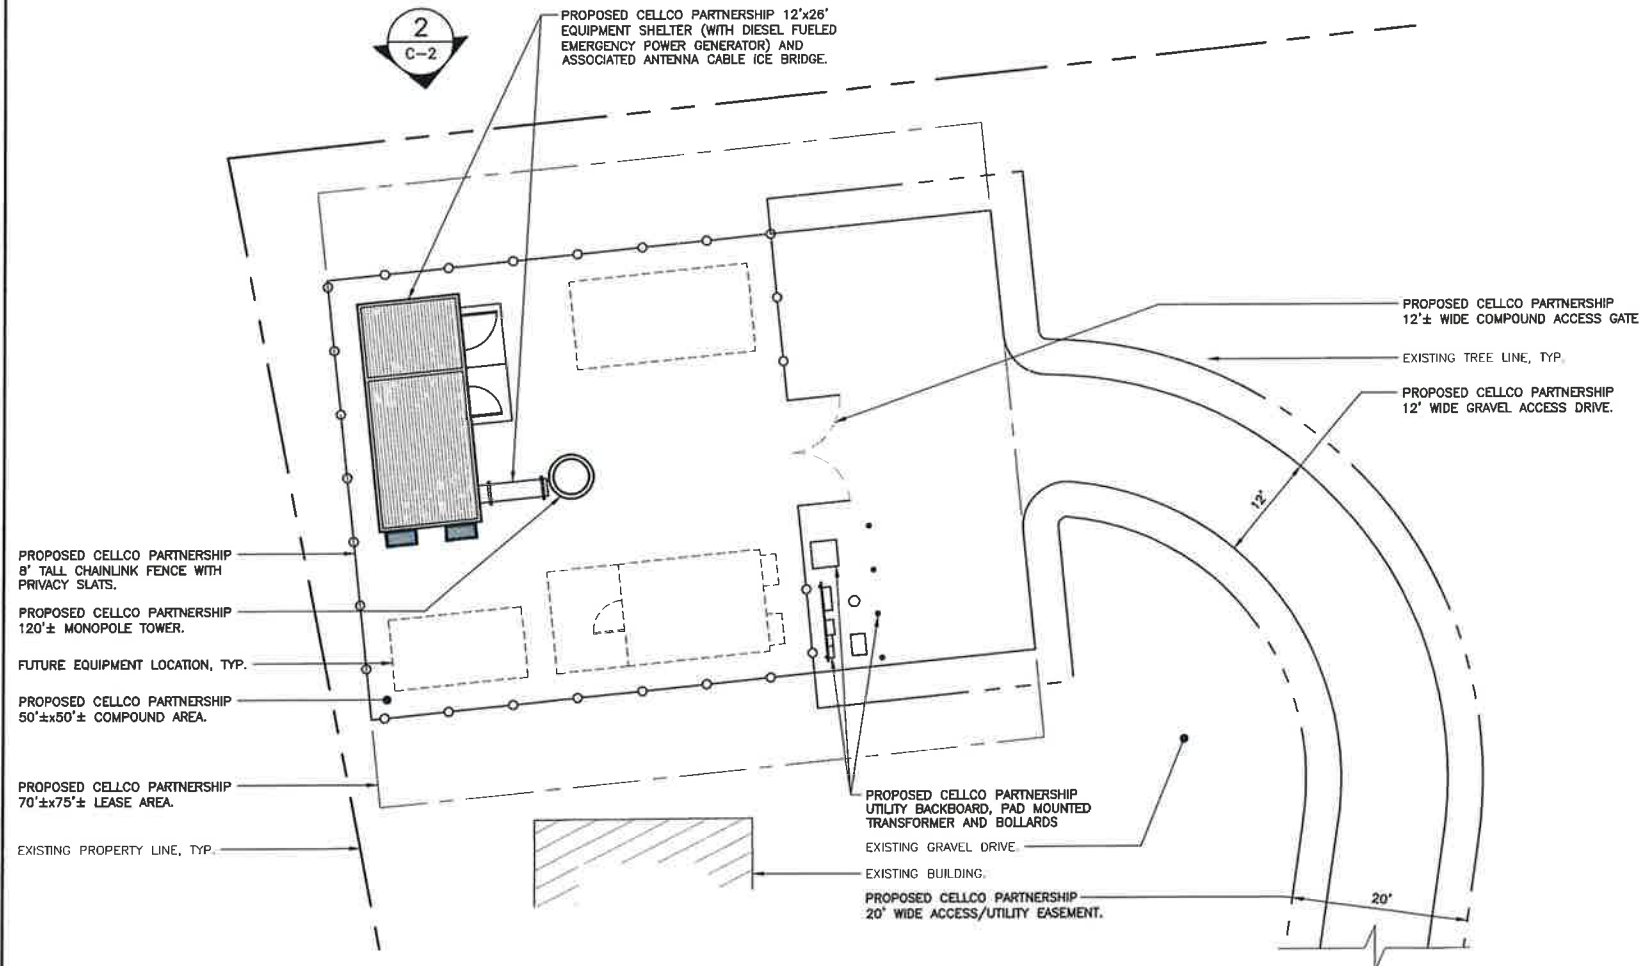 2
C-2
PROPOSED CELLCO PARTNERSHIP 12'x26'
EQUIPMENT SHELTER (WITH DIESEL FUELED
EMERGENCY POWER GENERATOR) AND
ASSOCIATED ANTENNA CABLE ICE BRIDGE.
PROPOSED CELLCO PARTNERSHIP
12'± WIDE COMPOUND ACCESS GATE
EXISTING TREE LINE, TYP.
PROPOSED CELLCO PARTNERSHIP
12' WIDE GRAVEL ACCESS DRIVE.
12'
PROPOSED CELLCO PARTNERSHIP
8' TALL CHAINLINK FENCE WITH
PRIVACY SLATS.
PROPOSED CELLCO PARTNERSHIP
120'± MONOPOLE TOWER.
FUTURE EQUIPMENT LOCATION, TYP.
PROPOSED CELLCO PARTNERSHIP
50'±x50'± COMPOUND AREA.
PROPOSED CELLCO PARTNERSHIP
70'±x75'± LEASE AREA.
EXISTING PROPERTY LINE, TYP.
PROPOSED CELLCO PARTNERSHIP
UTILITY BACKBOARD, PAD MOUNTED
TRANSFORMER AND BOLLARDS
EXISTING GRAVEL DRIVE.
EXISTING BUILDING.
PROPOSED CELLCO PARTNERSHIP
20' WIDE ACCESS/UTILITY EASEMENT.
20'